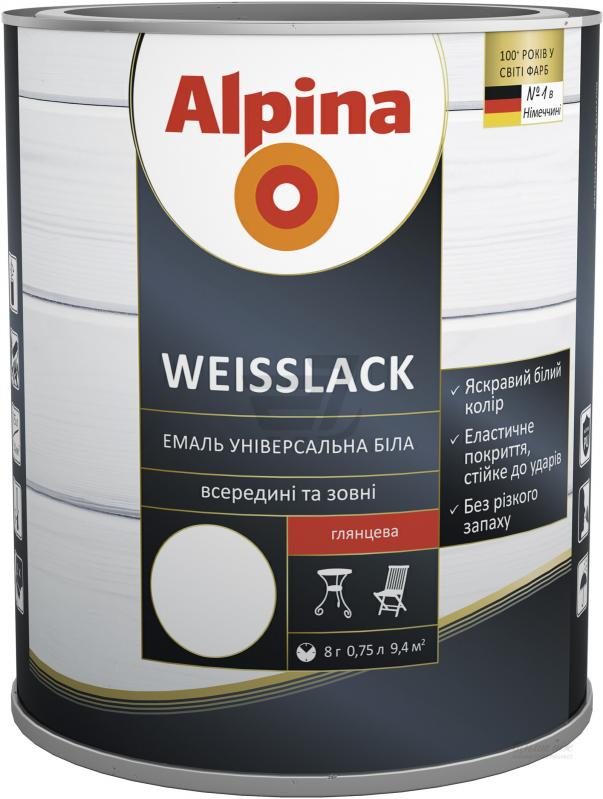 Alpina
100⁺ РОКІВ У
СВІТІ ФАРБ
№1 в
Німеччині
WEISSLACK
ЕМАЛЬ УНІВЕРСАЛЬНА БІЛА
всередині та зовні
глянцева
8 г 0,75 л 9,4 м²
✓ Яскравий білий
колір
✓ Еластичне
покриття,
стійке до ударів
✓ Без різкого
запаху